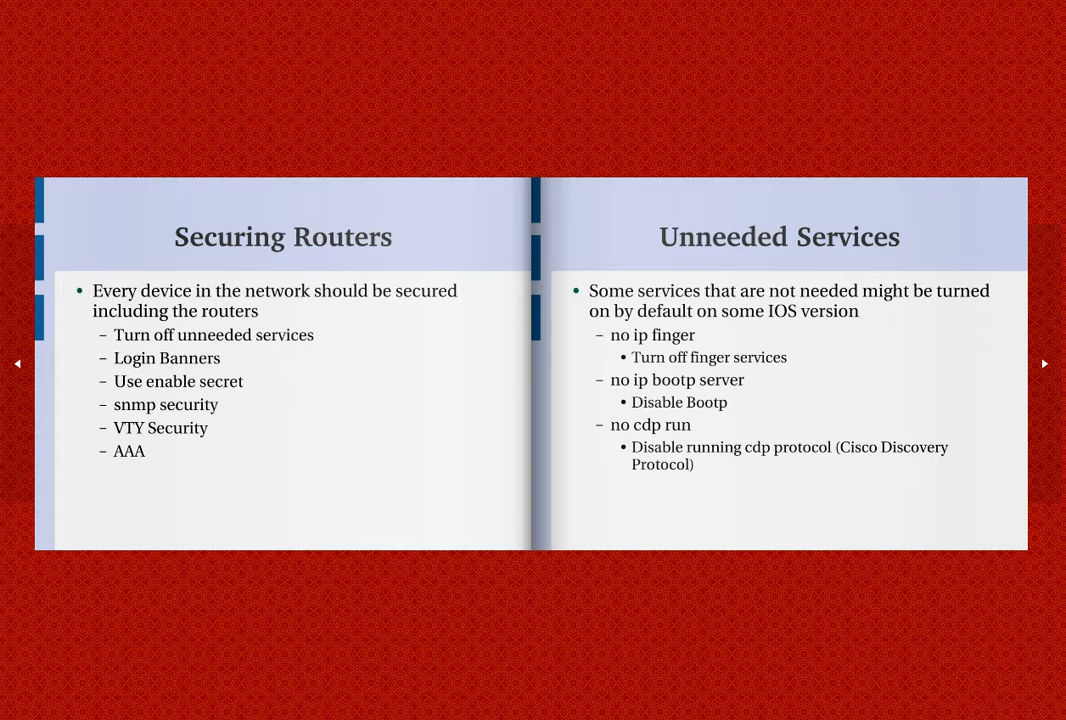 Securing Routers
• Every device in the network should be secured
including the routers
– Turn off unneeded services
– Login Banners
– Use enable secret
– snmp security
– VTY Security
– AAA
Unneeded Services
• Some services that are not needed might be turned
on by default on some IOS version
– no ip finger
• Turn off finger services
– no ip bootp server
• Disable Bootp
– no cdp run
• Disable running cdp protocol (Cisco Discovery
Protocol)